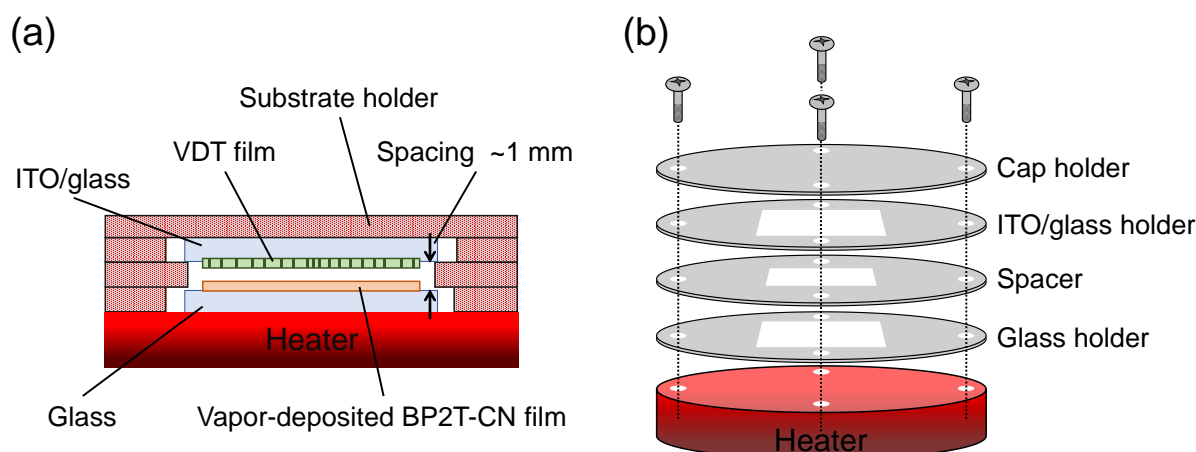 (a)
Substrate holder
VDT film
Spacing ~1 mm
ITO/glass
Heater
Glass
Vapor-deposited BP2T-CN film
(b)
Cap holder
ITO/glass holder
Spacer
Glass holder
Heater